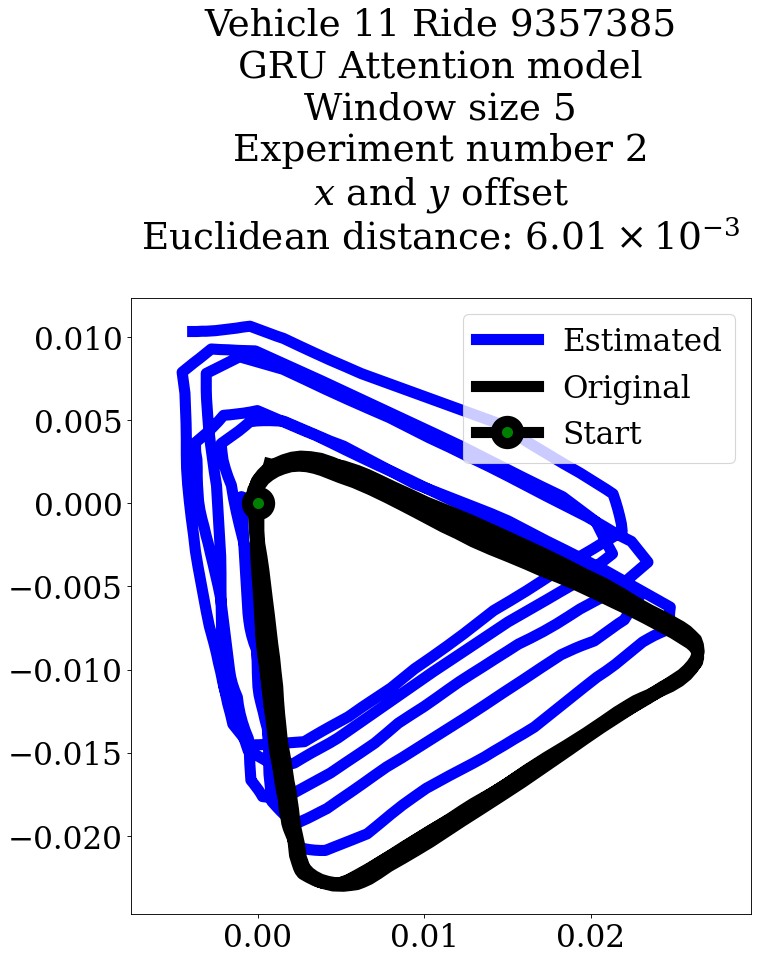 Vehicle 11 Ride 9357385
GRU Attention model
Window size 5
Experiment number 2
x and y offset
Euclidean distance: 6.01 × 10⁻³
Estimated
Original
Start
0.010
0.005
0.000
−0.005
−0.010
−0.015
−0.020
0.00 0.01 0.02